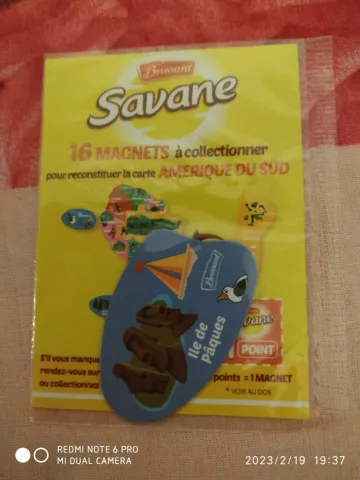 Brossard
Savane
16 MAGNETS à collectionner
pour reconstituer la carte AMERIQUE DU SUD
Brossard
Ile de
pâques
POINT
S'il vous manque
rendez-vous sur
ou collectionnez
points = 1 MAGNET
* VOIR AU DOS
REDMI NOTE 6 PRO
MI DUAL CAMERA
2023/2/19 19:37